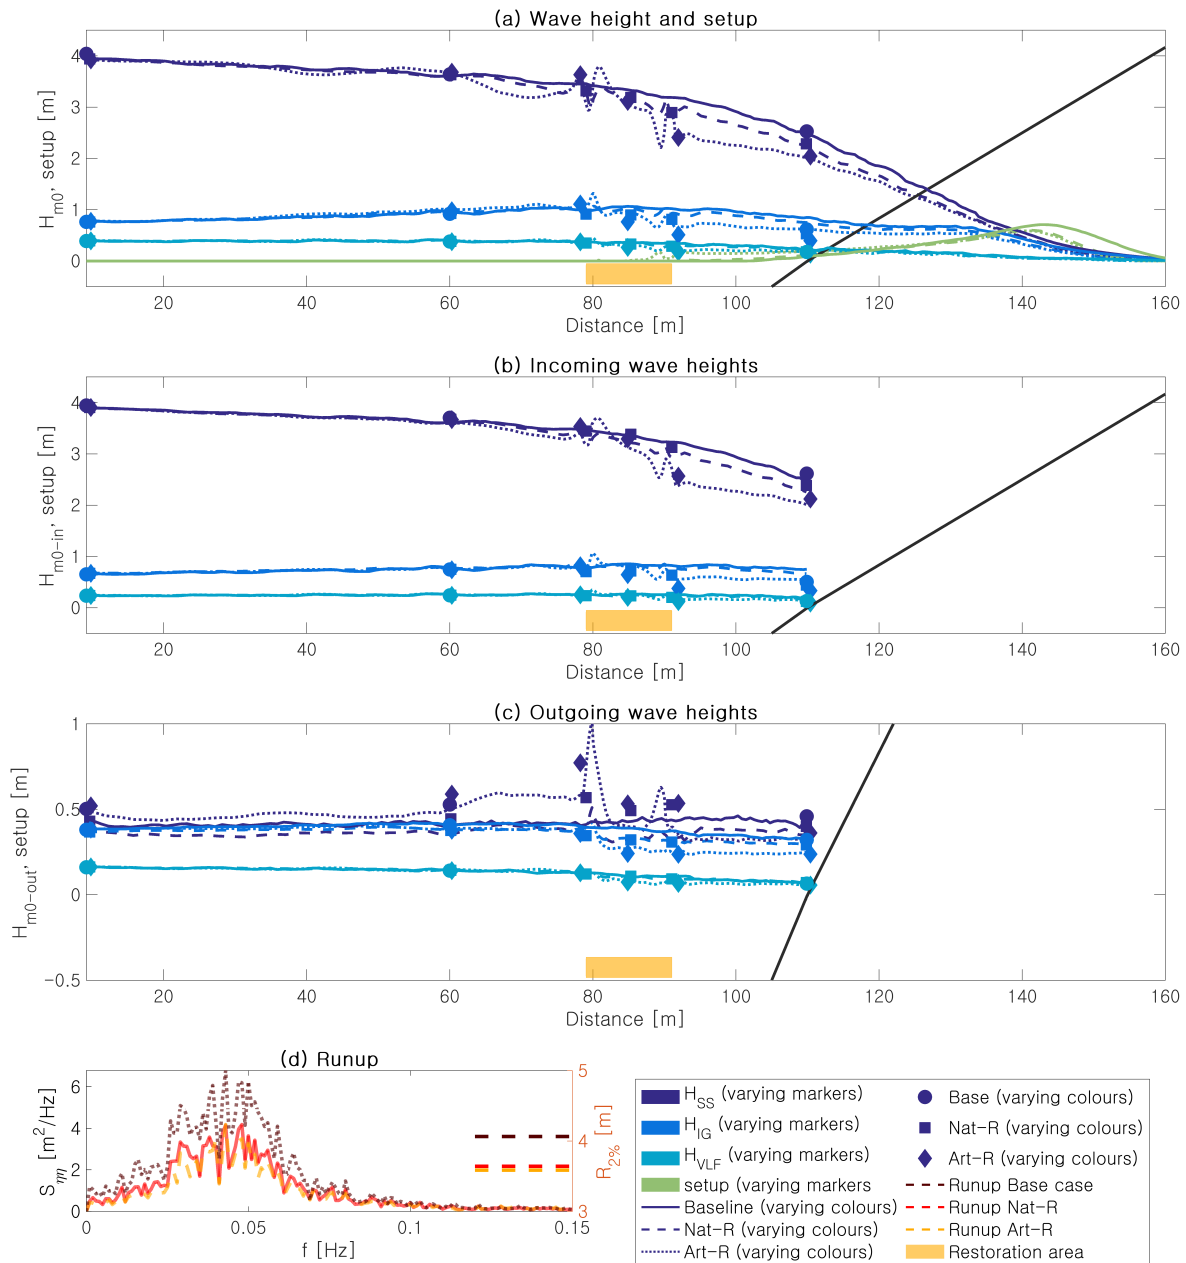 (a) Wave height and setup
H_m0, setup [m]
4
3
2
1
0
20 40 60 80 100 120 140 160
Distance [m]
(b) Incoming wave heights
H_m0-in, setup [m]
4
3
2
1
0
20 40 60 80 100 120 140 160
Distance [m]
(c) Outgoing wave heights
H_m0-out, setup [m]
1
0.5
0
-0.5
20 40 60 80 100 120 140 160
Distance [m]
(d) Runup
S_η [m²/Hz]
6
4
2
0
0 0.05 0.1 0.15
f [Hz]
5
4
3
R_2% [m]
H_SS (varying markers)
H_IG (varying markers)
H_VLF (varying markers)
setup (varying markers
Baseline (varying colours)
Nat-R (varying colours)
Art-R (varying colours)
Base (varying colours)
Nat-R (varying colours)
Art-R (varying colours)
Runup Base case
Runup Nat-R
Runup Art-R
Restoration area